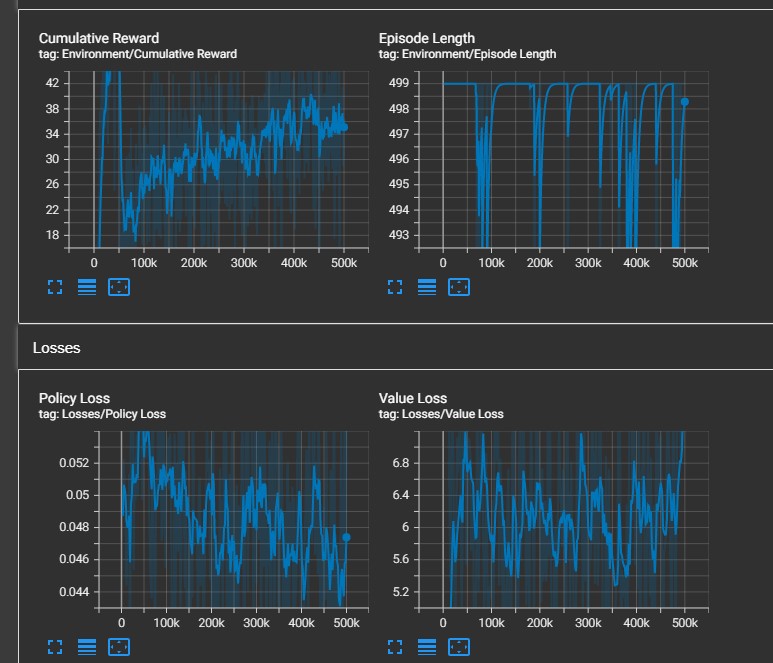 Cumulative Reward
tag: Environment/Cumulative Reward
42
38
34
30
26
22
18
0 100k 200k 300k 400k 500k
Episode Length
tag: Environment/Episode Length
499
498
497
496
495
494
493
0 100k 200k 300k 400k 500k
Losses
Policy Loss
tag: Losses/Policy Loss
0.052
0.05
0.048
0.046
0.044
0 100k 200k 300k 400k 500k
Value Loss
tag: Losses/Value Loss
6.8
6.4
6
5.6
5.2
0 100k 200k 300k 400k 500k